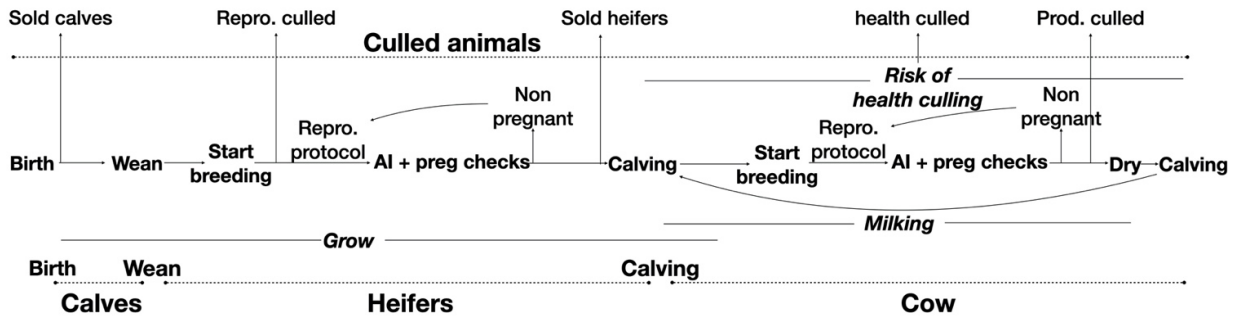 Sold calves
Repro. culled
Sold heifers
health culled
Prod. culled
Culled animals
Risk of
health culling
Non
pregnant
Non
pregnant
Repro.
protocol
Repro.
protocol
Birth
Wean
Start
breeding
AI + preg checks
Calving
Start
breeding
AI + preg checks
Dry
Calving
Milking
Grow
Birth
Wean
Calving
Calves
Heifers
Cow